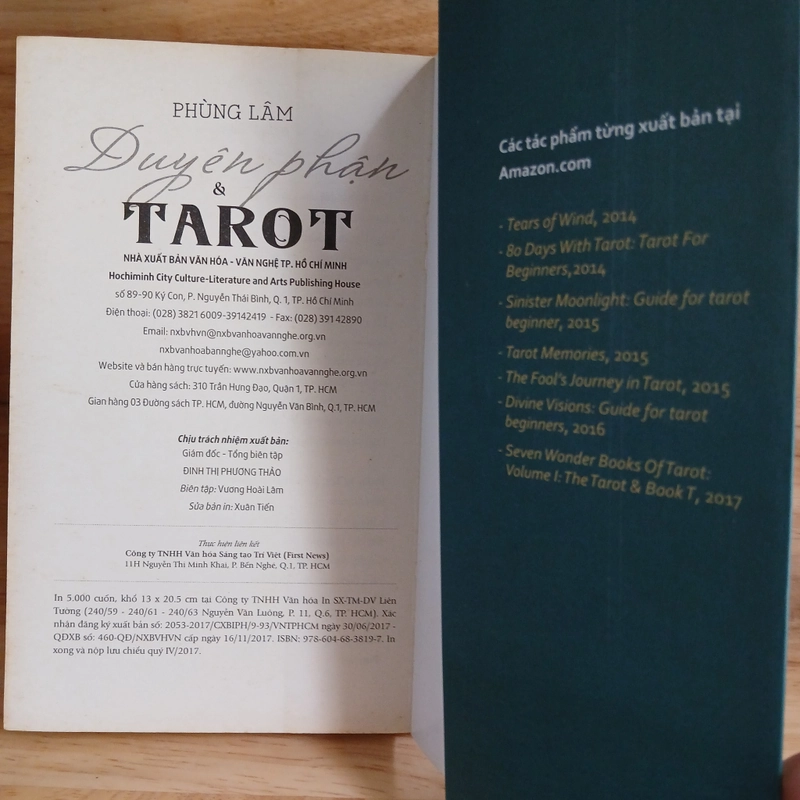 PHÙNG LÂM
Duyên phận
&
TAROT
NHÀ XUẤT BẢN VĂN HÓA - VĂN NGHỆ TP. HỒ CHÍ MINH
Hochiminh City Culture-Literature and Arts Publishing House
số 89-90 Ký Con, P. Nguyễn Thái Bình, Q. 1, TP. Hồ Chí Minh
Điện thoại: (028) 3821 6009-39142419 - Fax: (028) 39142890
Email: nxbvhvn@nxbvanhoavannghe.org.vn
nxbvanhoabannghe@yahoo.com.vn
Website và bán hàng trực tuyến: www.nxbvanhoavannghe.org.vn
Cửa hàng sách: 310 Trần Hưng Đạo, Quận 1, TP. HCM
Gian hàng 03 Đường sách TP. HCM, đường Nguyễn Văn Bình, Q.1, TP. HCM
Chịu trách nhiệm xuất bản:
Giám đốc - Tổng biên tập
ĐINH THỊ PHƯƠNG THẢO
Biên tập: Vương Hoài Lâm
Sửa bản in: Xuân Tiến
Thực hiện liên kết
Công ty TNHH Văn hóa Sáng tạo Trí Việt (First News)
11H Nguyễn Thị Minh Khai, P. Bến Nghé, Q.1, TP. HCM
In 5.000 cuốn, khổ 13 x 20.5 cm tại Công ty TNHH Văn hóa In SX-TM-DV Liên
Tường (240/59 - 240/61 - 240/63 Nguyễn Văn Luông, P. 11, Q.6, TP. HCM). Xác
nhận đăng ký xuất bản số: 2053-2017/CXBIPH/9-93/VNTPHCM ngày 30/06/2017 -
QDXB số: 460-QĐ/NXBVHVN cấp ngày 16/11/2017. ISBN: 978-604-68-3819-7. In
xong và nộp lưu chiểu quý IV/2017.
Các tác phẩm từng xuất bản tại
Amazon.com
- Tears of Wind, 2014
- 80 Days With Tarot: Tarot For
Beginners,2014
- Sinister Moonlight: Guide for tarot
beginner, 2015
- Tarot Memories, 2015
- The Fool's Journey in Tarot, 2015
- Divine Visions: Guide for tarot
beginners, 2016
- Seven Wonder Books Of Tarot:
Volume I: The Tarot & Book T, 2017